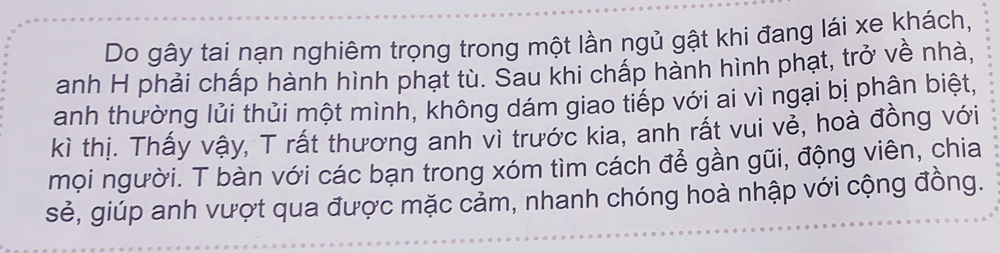 Do gây tai nạn nghiêm trọng trong một lần ngủ gật khi đang lái xe khách,
anh H phải chấp hành hình phạt tù. Sau khi chấp hành hình phạt, trở về nhà,
anh thường lủi thủi một mình, không dám giao tiếp với ai vì ngại bị phân biệt,
kì thị. Thấy vậy, T rất thương anh vì trước kia, anh rất vui vẻ, hoà đồng với
mọi người. T bàn với các bạn trong xóm tìm cách để gần gũi, động viên, chia
sẻ, giúp anh vượt qua được mặc cảm, nhanh chóng hoà nhập với cộng đồng.